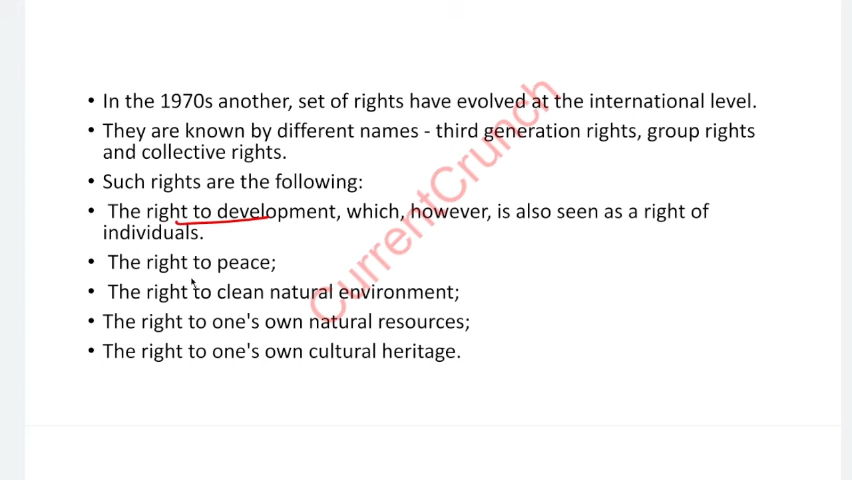 • In the 1970s another, set of rights have evolved at the international level.
• They are known by different names - third generation rights, group rights
and collective rights.
• Such rights are the following:
• The right to development, which, however, is also seen as a right of
individuals.
• The right to peace;
• The right to clean natural environment;
• The right to one's own natural resources;
• The right to one's own cultural heritage.
CurrentCrunch